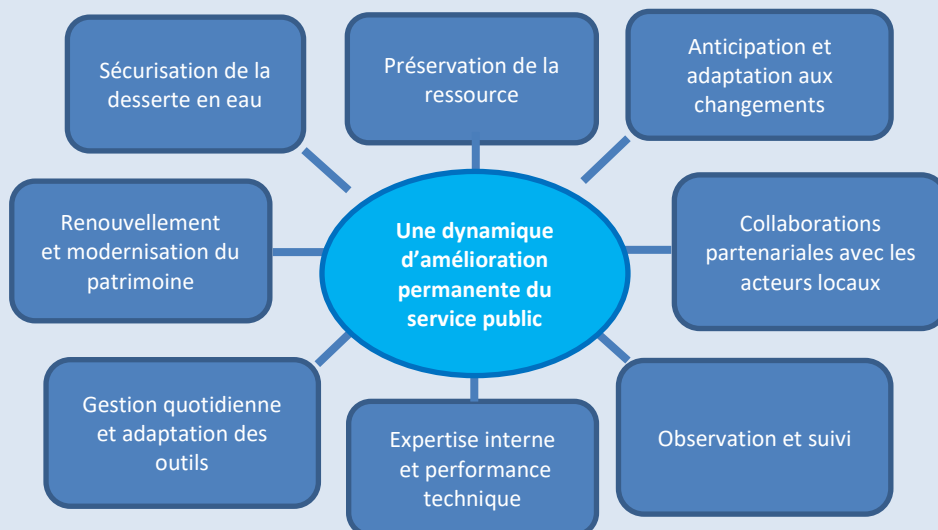 Sécurisation de la
desserte en eau
Préservation de la
ressource
Anticipation et
adaptation aux
changements
Renouvellement
et modernisation du
patrimoine
Une dynamique
d'amélioration
permanente du
service public
Collaborations
partenariales avec les
acteurs locaux
Gestion quotidienne
et adaptation des
outils
Expertise interne
et performance
technique
Observation et suivi